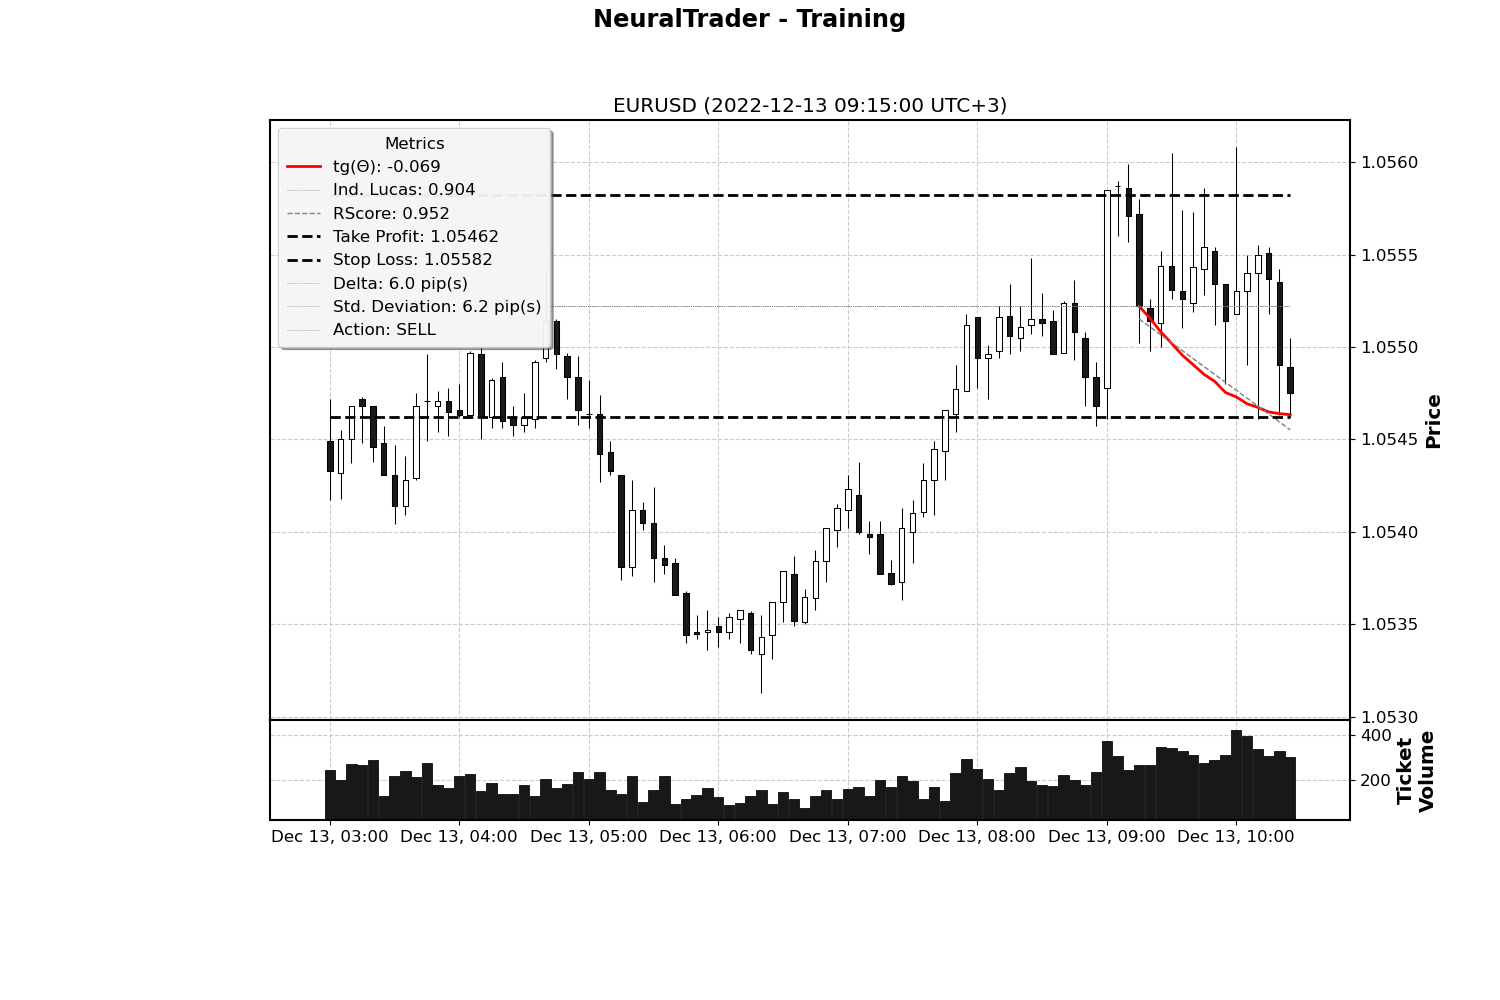 NeuralTrader - Training
EURUSD (2022-12-13 09:15:00 UTC+3)
Metrics
tg(Θ): -0.069
Ind. Lucas: 0.904
RScore: 0.952
Take Profit: 1.05462
Stop Loss: 1.05582
Delta: 6.0 pip(s)
Std. Deviation: 6.2 pip(s)
Action: SELL
1.0560
1.0555
1.0550
1.0545
1.0540
1.0535
1.0530
Price
400
200
Ticket
Volume
Dec 13, 03:00 Dec 13, 04:00 Dec 13, 05:00 Dec 13, 06:00 Dec 13, 07:00 Dec 13, 08:00 Dec 13, 09:00 Dec 13, 10:00